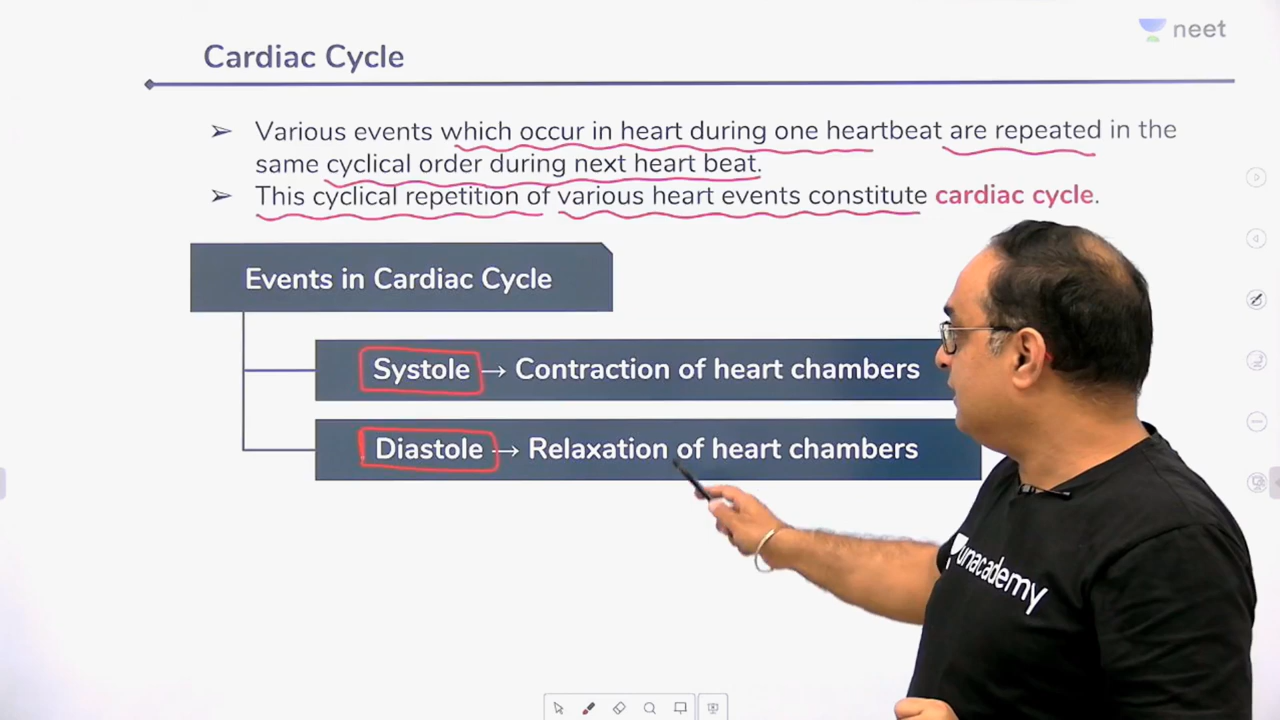 neet
Cardiac Cycle
➢ Various events which occur in heart during one heartbeat are repeated in the
same cyclical order during next heart beat.
➢ This cyclical repetition of various heart events constitute cardiac cycle.
Events in Cardiac Cycle
Systole → Contraction of heart chambers
Diastole → Relaxation of heart chambers
unacademy